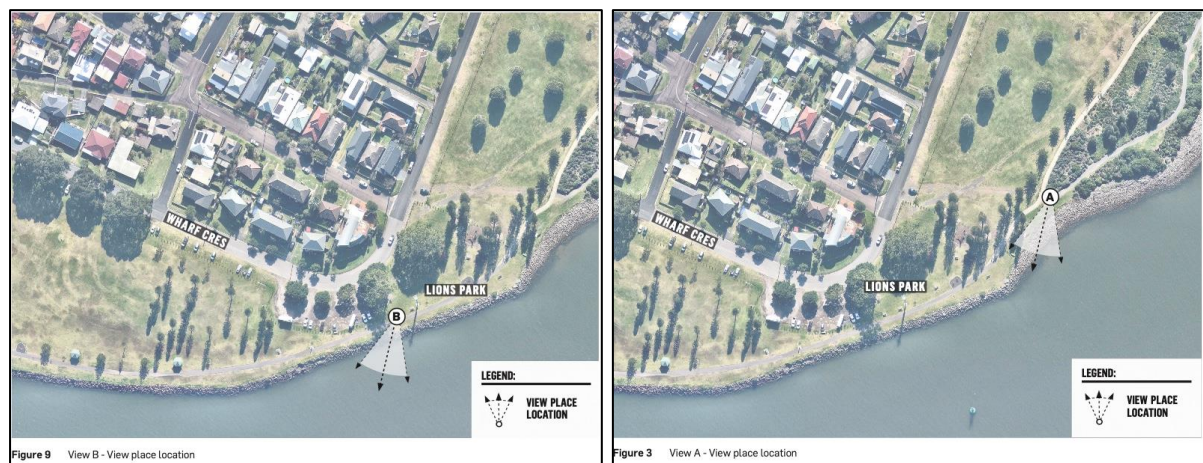 WHARF CRES
LIONS PARK
B
LEGEND:
VIEW PLACE
LOCATION
Figure 9 View B - View place location
A
WHARF CRES
LIONS PARK
LEGEND:
VIEW PLACE
LOCATION
Figure 3 View A - View place location